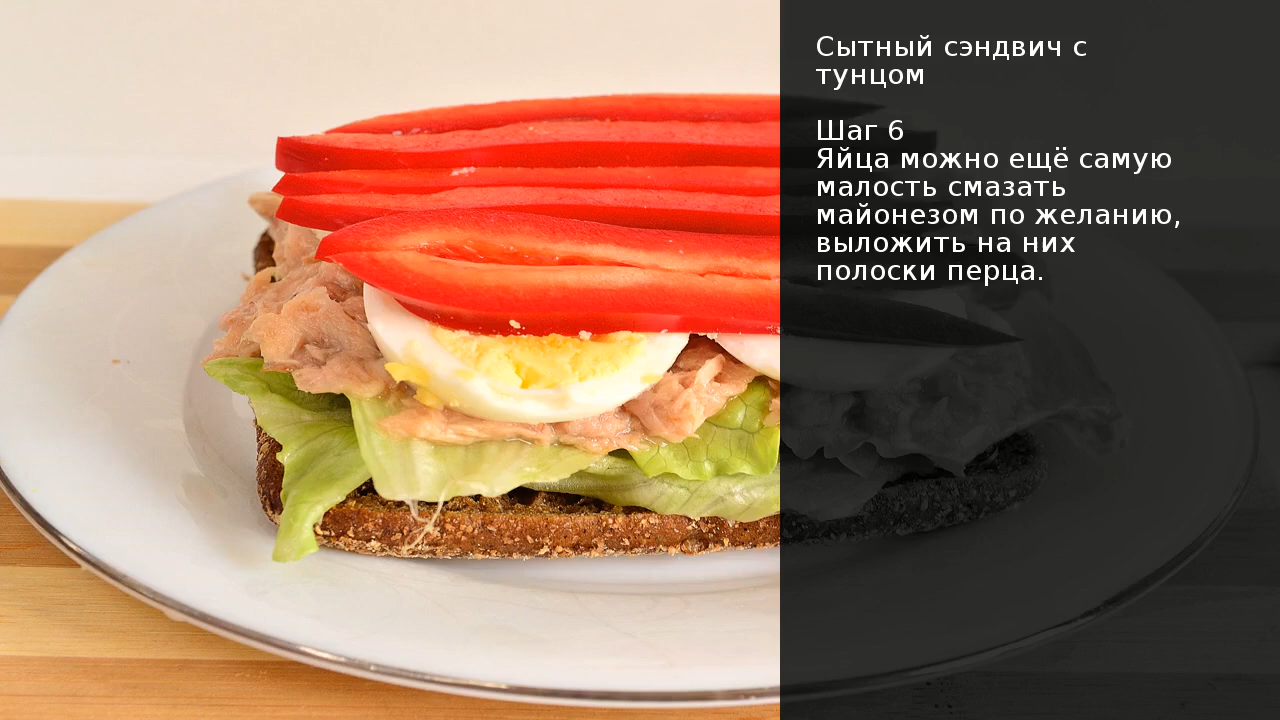 Сытный сэндвич с
тунцом
Шаг 6
Яйца можно ещё самую
малость смазать
майонезом по желанию,
выложить на них
полоски перца.